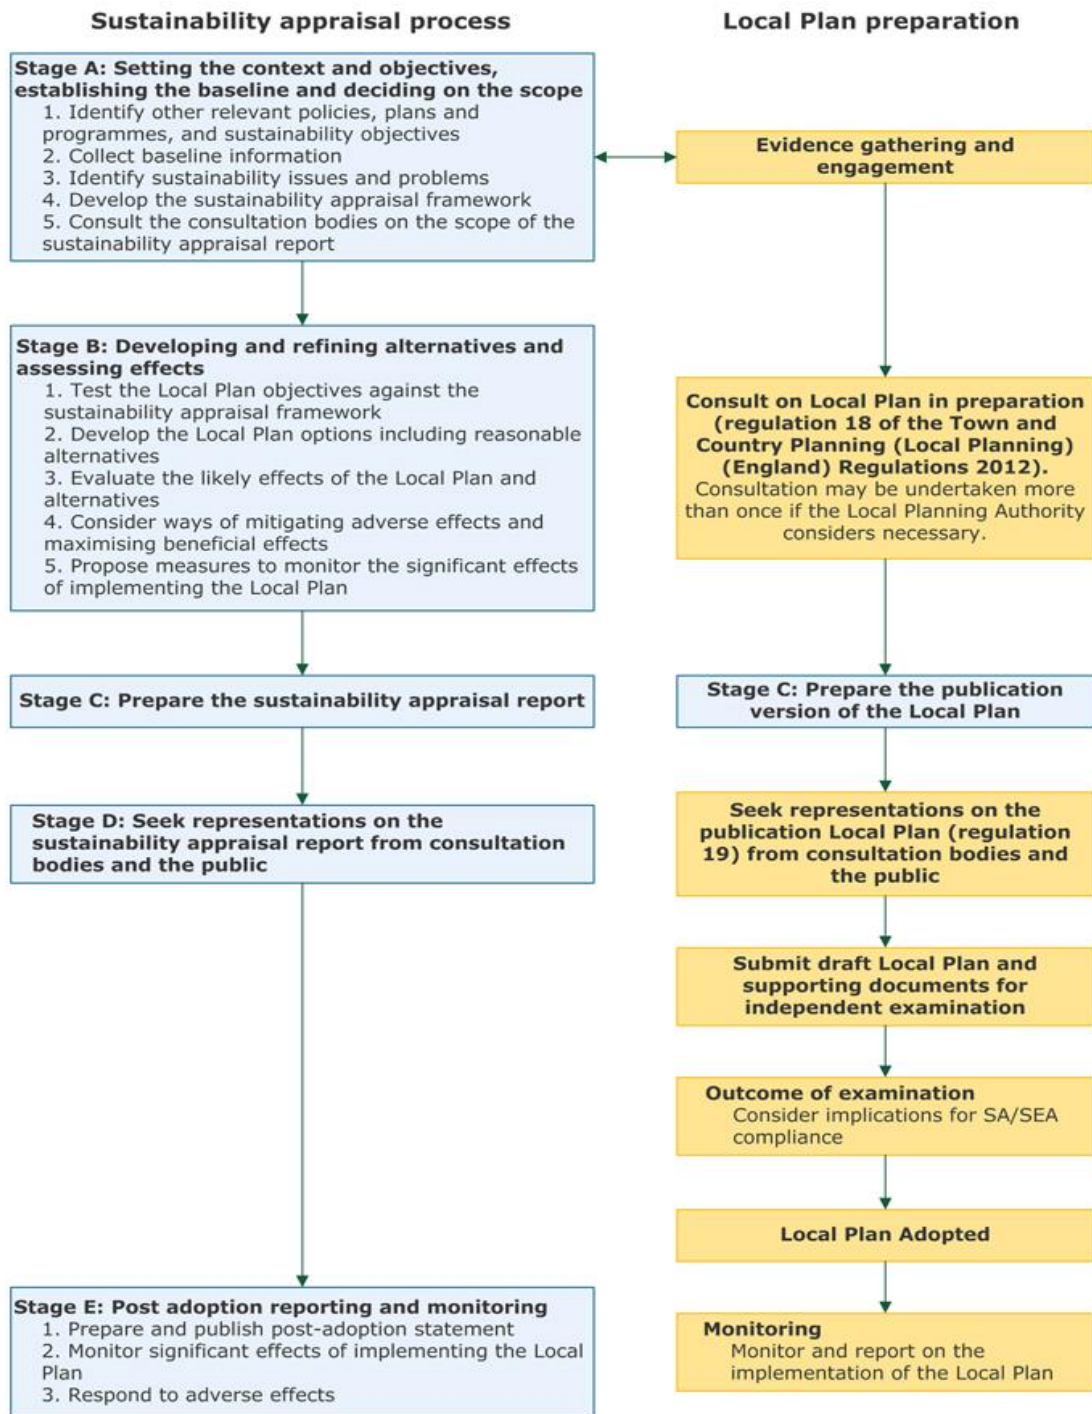 Sustainability appraisal process
Stage A: Setting the context and objectives,
establishing the baseline and deciding on the scope
1. Identify other relevant policies, plans and
programmes, and sustainability objectives
2. Collect baseline information
3. Identify sustainability issues and problems
4. Develop the sustainability appraisal framework
5. Consult the consultation bodies on the scope of the
sustainability appraisal report
Stage B: Developing and refining alternatives and
assessing effects
1. Test the Local Plan objectives against the
sustainability appraisal framework
2. Develop the Local Plan options including reasonable
alternatives
3. Evaluate the likely effects of the Local Plan and
alternatives
4. Consider ways of mitigating adverse effects and
maximising beneficial effects
5. Propose measures to monitor the significant effects
of implementing the Local Plan
Stage C: Prepare the sustainability appraisal report
Stage D: Seek representations on the
sustainability appraisal report from consultation
bodies and the public
Stage E: Post adoption reporting and monitoring
1. Prepare and publish post-adoption statement
2. Monitor significant effects of implementing the Local
Plan
3. Respond to adverse effects
Local Plan preparation
Evidence gathering and
engagement
Consult on Local Plan in preparation
(regulation 18 of the Town and
Country Planning (Local Planning)
(England) Regulations 2012).
Consultation may be undertaken more
than once if the Local Planning Authority
considers necessary.
Stage C: Prepare the publication
version of the Local Plan
Seek representations on the
publication Local Plan (regulation
19) from consultation bodies and
the public
Submit draft Local Plan and
supporting documents for
independent examination
Outcome of examination
Consider implications for SA/SEA
compliance
Local Plan Adopted
Monitoring
Monitor and report on the
implementation of the Local Plan